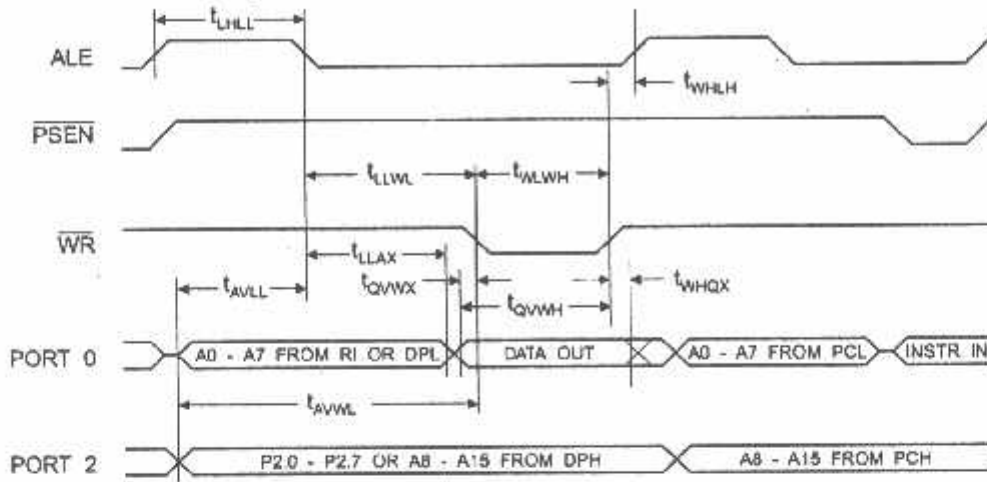 tLHLL
ALE
tWHLH
PSEN
tLLWL
tWLWH
WR
tLLAX
tQVWX
tWHQX
tAVLL
tQVWH
PORT 0
A0 - A7 FROM RI OR DPL
DATA OUT
A0 - A7 FROM PCL
INSTR IN
tAVWL
PORT 2
P2.0 - P2.7 OR A8 - A15 FROM DPH
A8 - A15 FROM PCH